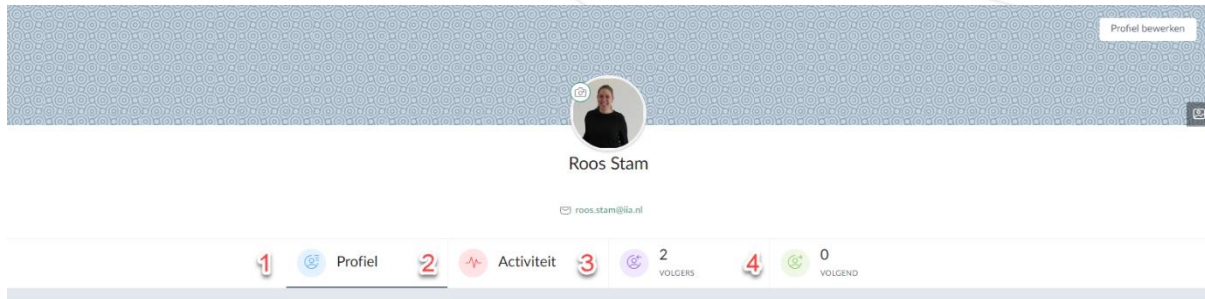 Profiel bewerken
Roos Stam
roos.stam@iia.nl
1 Profiel 2 Activiteit 3 2 VOLGERS 4 0 VOLGEND